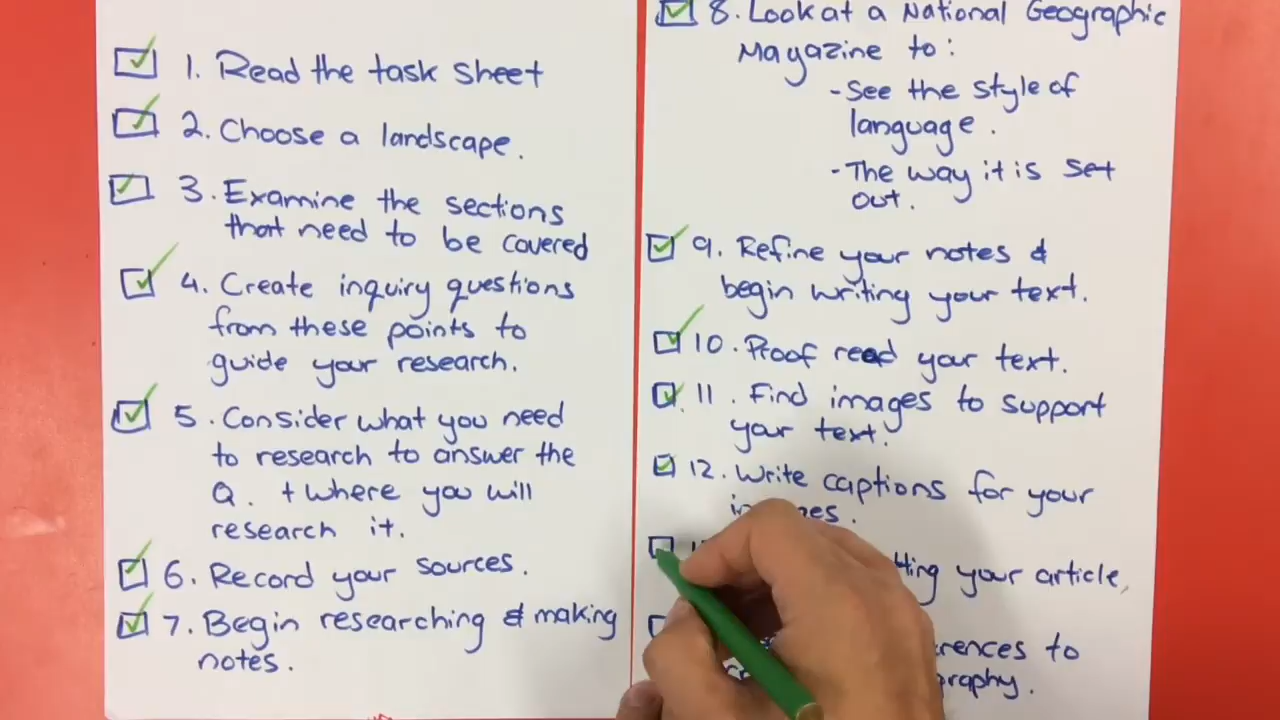 1. Read the task sheet
2. Choose a landscape.
3. Examine the sections
that need to be covered
4. Create inquiry questions
from these points to
guide your research.
5. Consider what you need
to research to answer the
Q. + where you will
research it.
6. Record your sources.
7. Begin researching & making
notes.
8. Look at a National Geographic
Magazine to:
- See the style of
language.
- The way it is set
out.
9. Refine your notes &
begin writing your text.
10. Proof read your text.
11. Find images to support
your text.
12. Write captions for your
your article,
to